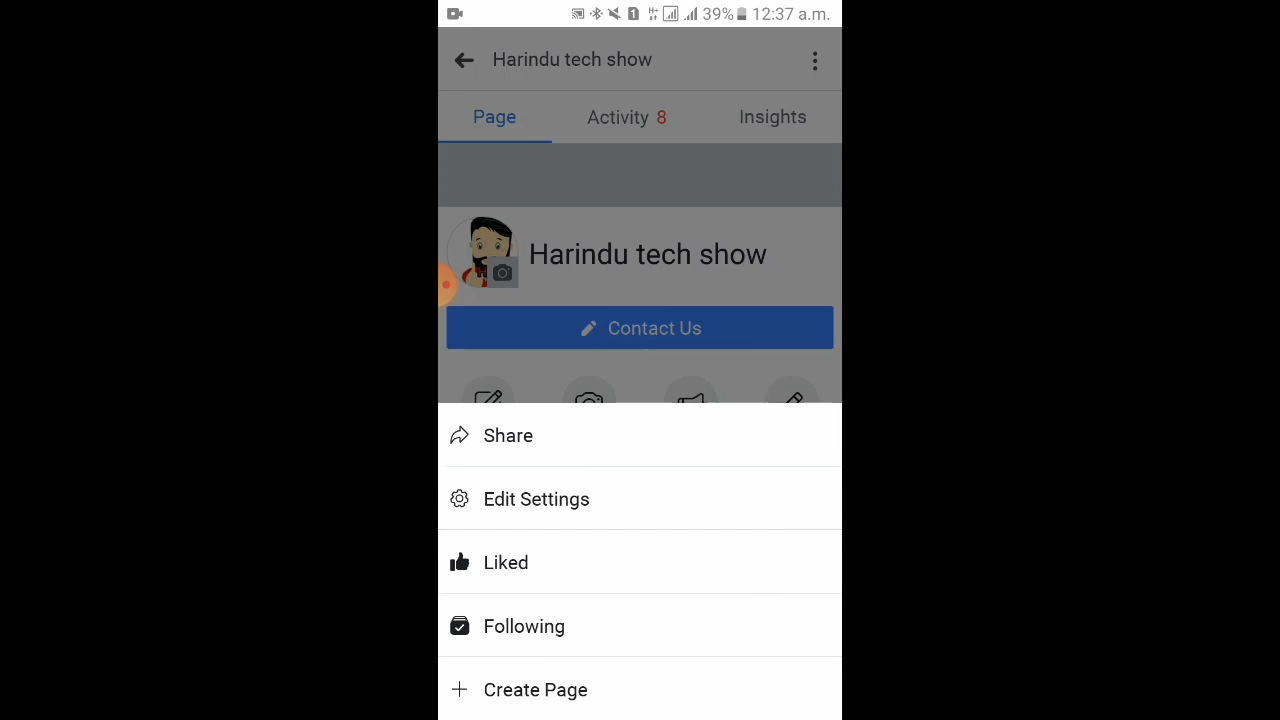 39% 12:37 a.m.
Harindu tech show
Page Activity 8 Insights
Harindu tech show
Contact Us
Share
Edit Settings
Liked
Following
Create Page